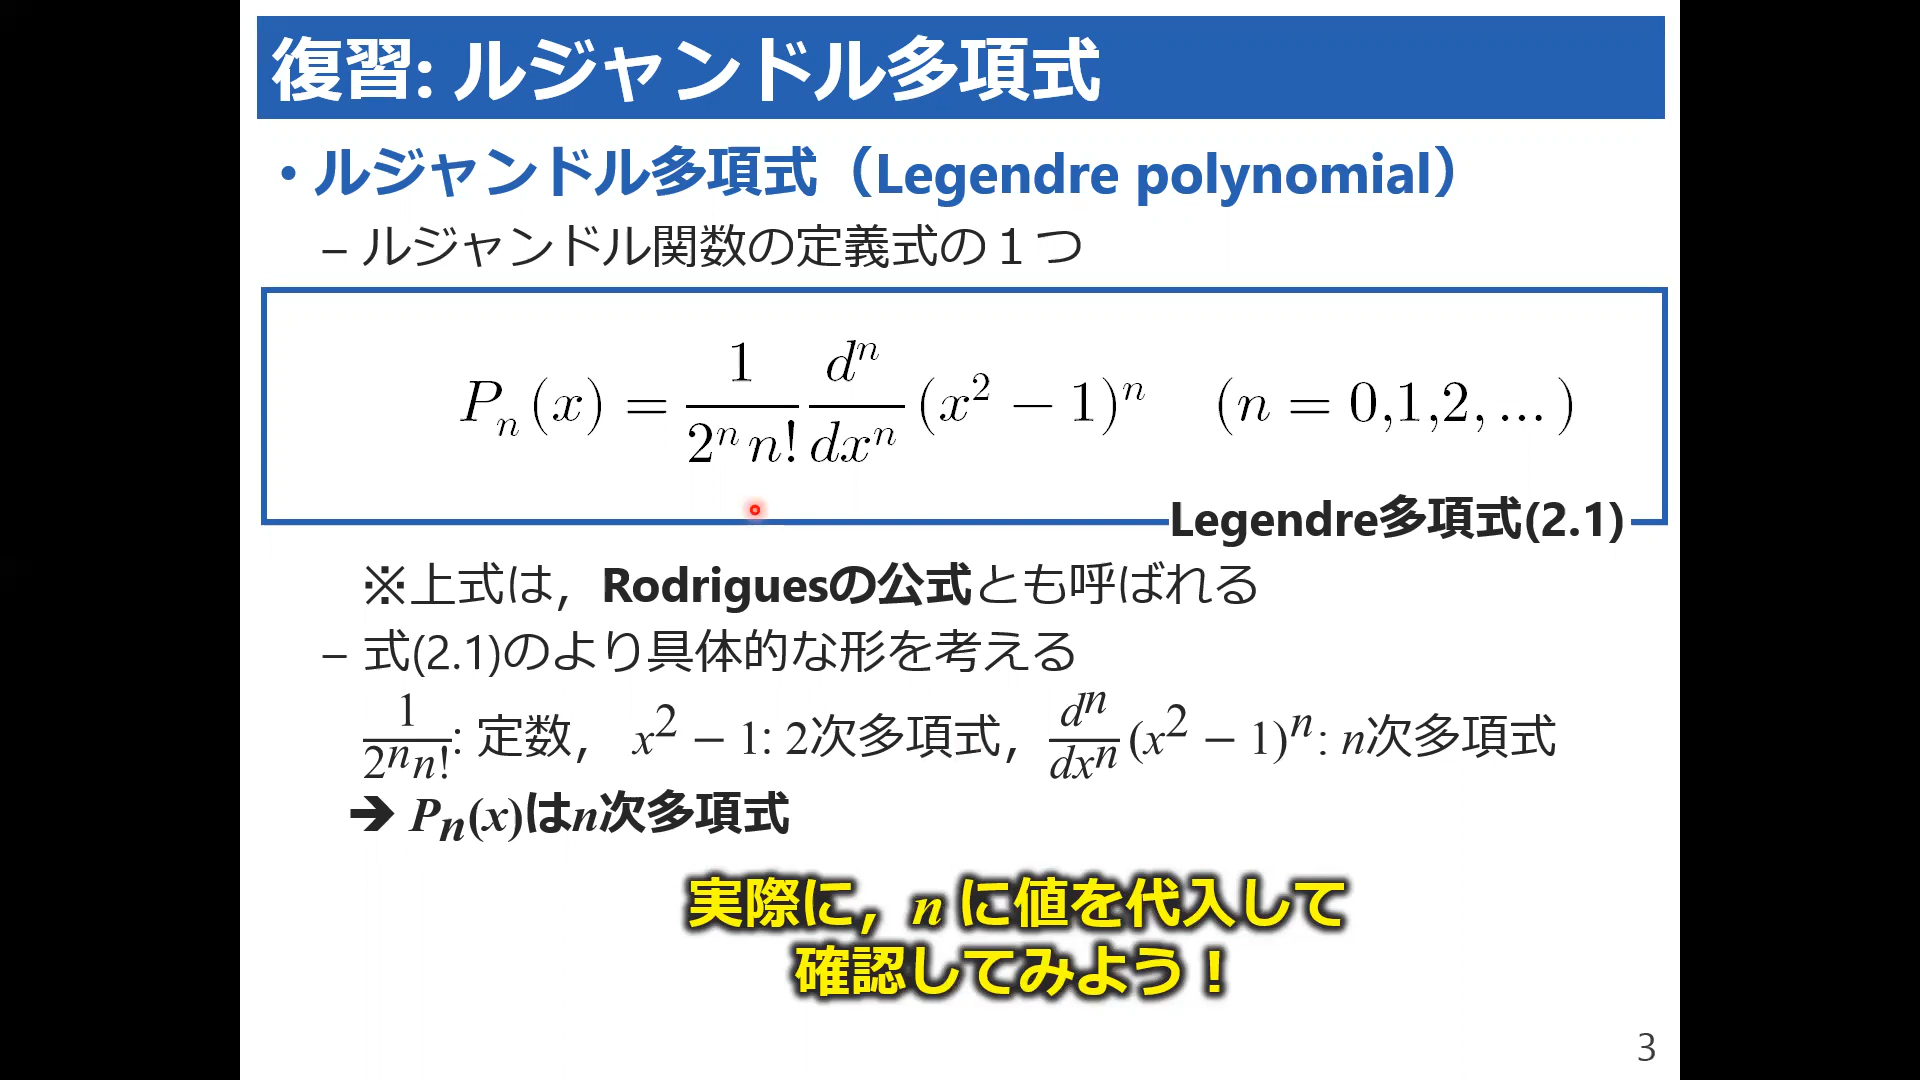 復習: ルジャンドル多項式
• ルジャンドル多項式（Legendre polynomial）
– ルジャンドル関数の定義式の１つ
P_n(x) = \frac{1}{2^n n!} \frac{d^n}{dx^n} (x^2 − 1)^n (n = 0,1,2, … )
Legendre多項式(2.1)
※上式は，Rodriguesの公式とも呼ばれる
– 式(2.1)のより具体的な形を考える
\frac{1}{2^n n!}: 定数， x^2 − 1: 2次多項式，\frac{d^n}{dx^n} (x^2 − 1)^n: n次多項式
➔ P_n(x)はn次多項式
実際に，n に値を代入して
確認してみよう！
3